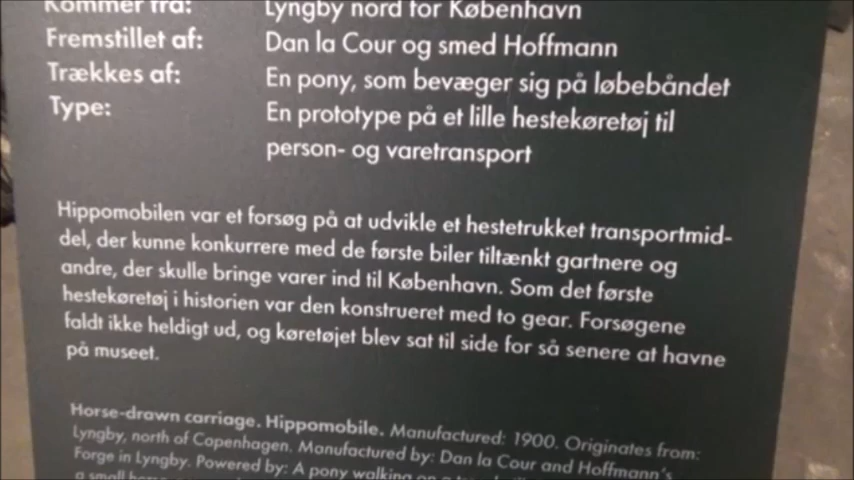 Kommer fra: Lyngby nord for København
Fremstillet af: Dan la Cour og smed Hoffmann
Trækkes af: En pony, som bevæger sig på løbebåndet
Type: En prototype på et lille hestekøretøj til
person- og varetransport
Hippomobilen var et forsøg på at udvikle et hestetrukket transportmid-
del, der kunne konkurrere med de første biler tiltænkt gartnere og
andre, der skulle bringe varer ind til København. Som det første
hestekøretøj i historien var den konstrueret med to gear. Forsøgene
faldt ikke heldigt ud, og køretøjet blev sat til side for så senere at havne
på museet.
Horse-drawn carriage. Hippomobile. Manufactured: 1900. Originates from:
Lyngby, north of Copenhagen. Manufactured by: Dan la Cour and Hoffmann's
Forge in Lyngby. Powered by: A pony walking on a
a small